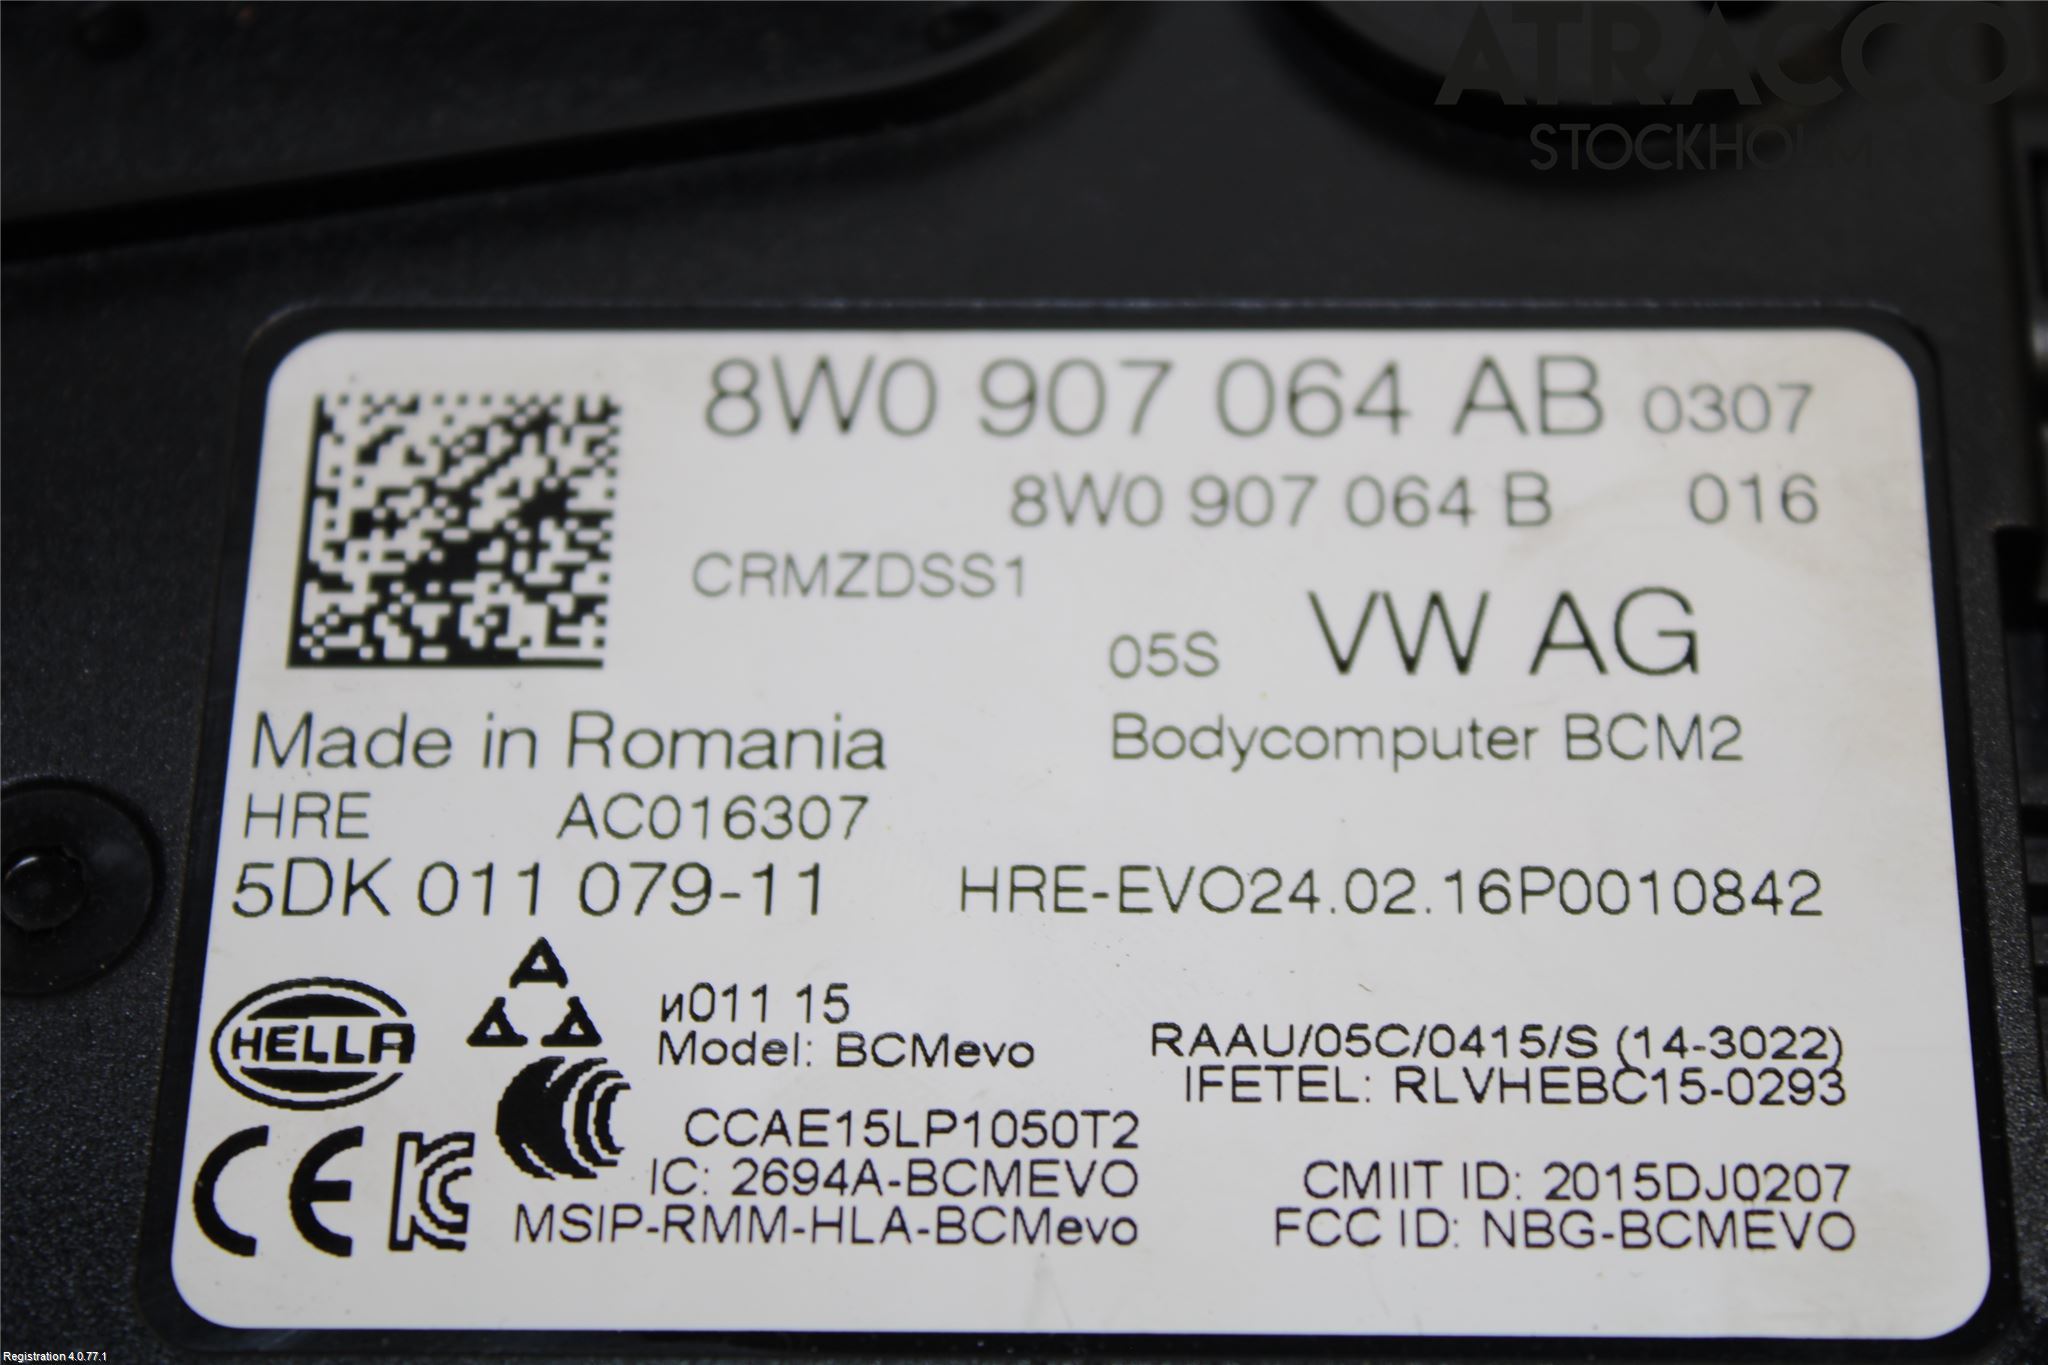 ATRACCO
STOCKHOLM
8W0 907 064 AB 0307
8W0 907 064 B 016
CRMZDSS1
05S VW AG
Made in Romania Bodycomputer BCM2
HRE AC016307
5DK 011 079-11 HRE-EVO24.02.16P0010842
HELLA
и011 15
Model: BCMevo
RAAU/05C/0415/S (14-3022)
IFETEL: RLVHEBC15-0293
CCAE15LP1050T2
IC: 2694A-BCMEVO CMIIT ID: 2015DJ0207
MSIP-RMM-HLA-BCMevo FCC ID: NBG-BCMEVO
CE
Registration 4.0.77.1